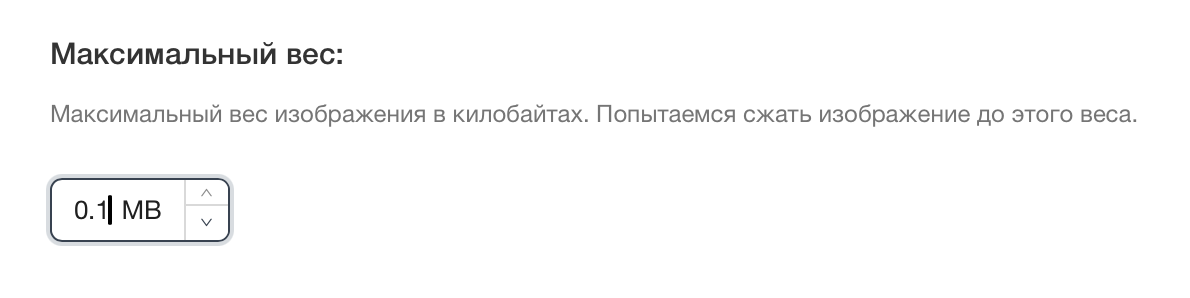 Максимальный вес:
Максимальный вес изображения в килобайтах. Попытаемся сжать изображение до этого веса.
0.1 MB